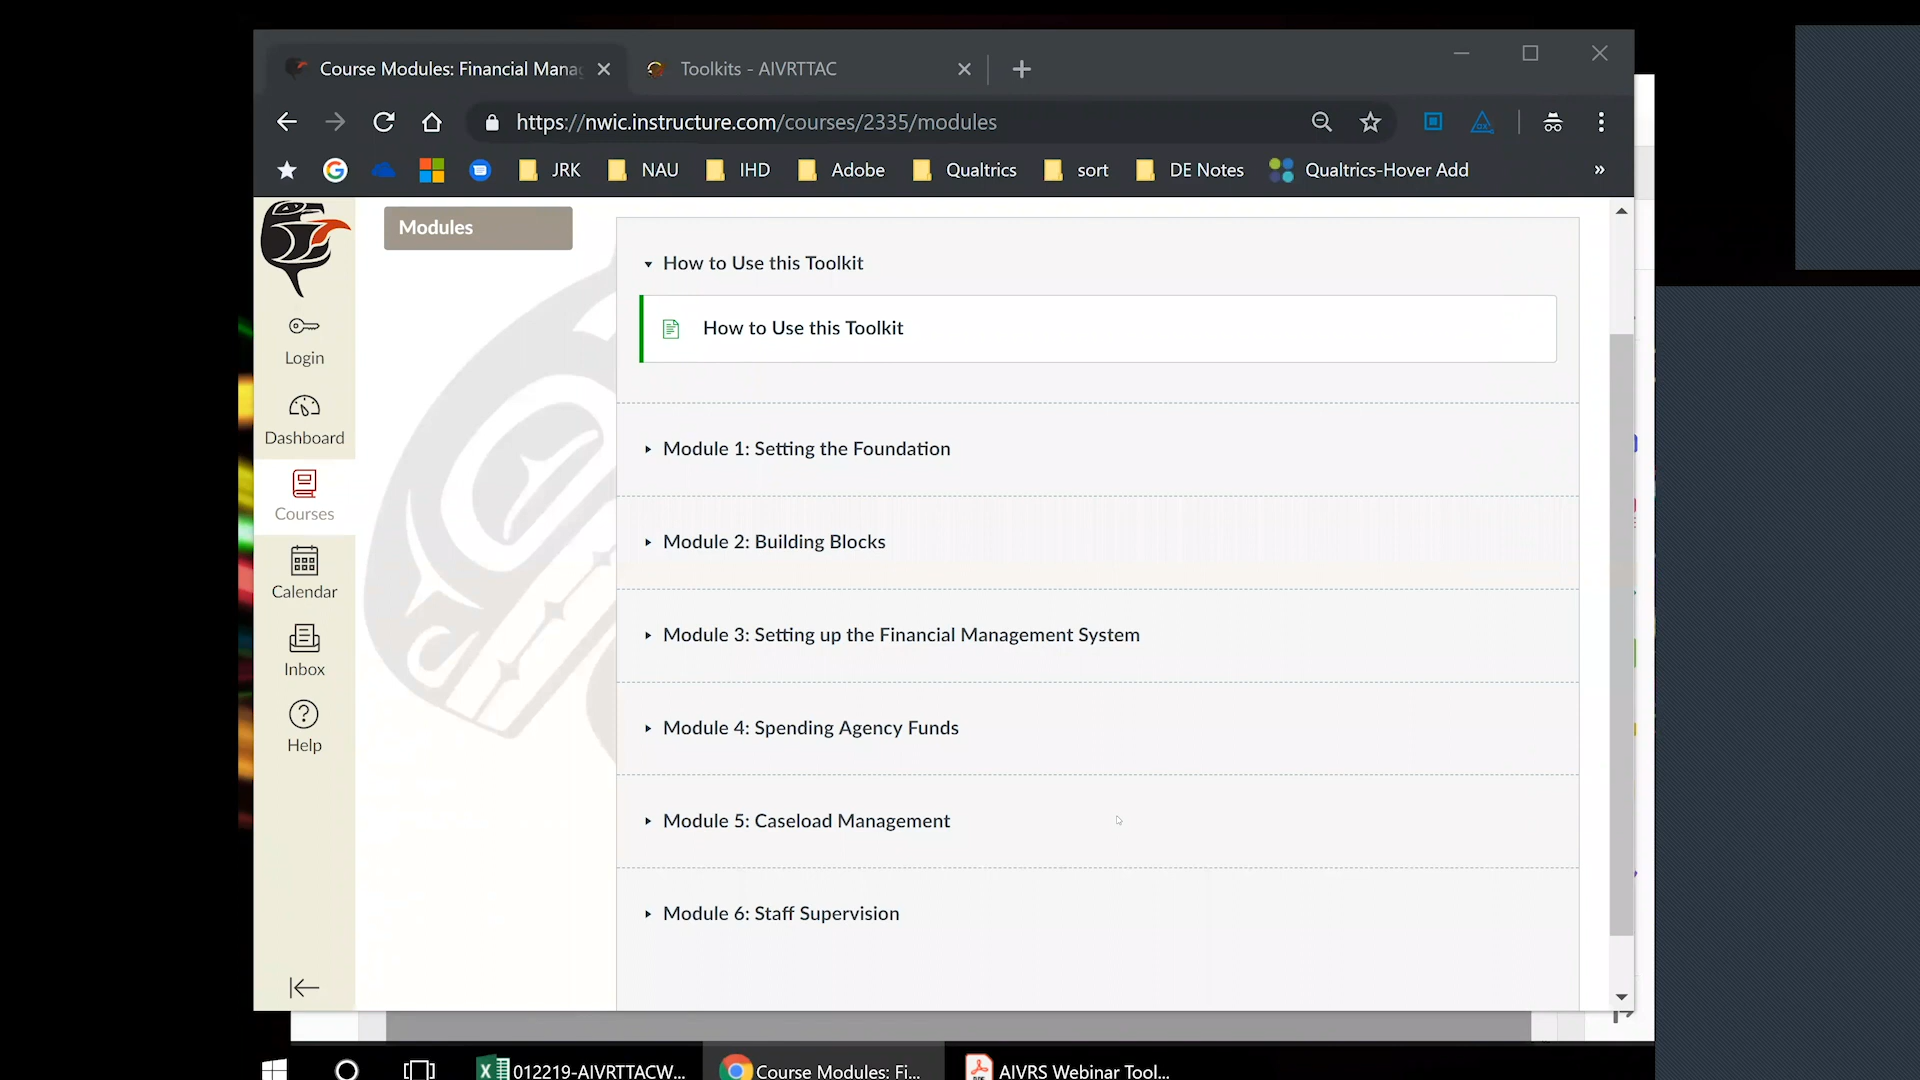 Course Modules: Financial Mana
Toolkits - AIVRTTAC
https://nwic.instructure.com/courses/2335/modules
JRK
NAU
IHD
Adobe
Qualtrics
sort
DE Notes
Qualtrics-Hover Add
»
Modules
How to Use this Toolkit
How to Use this Toolkit
Login
Dashboard
Module 1: Setting the Foundation
Courses
Module 2: Building Blocks
Calendar
Module 3: Setting up the Financial Management System
Inbox
Module 4: Spending Agency Funds
Help
Module 5: Caseload Management
Module 6: Staff Supervision
012219-AIVRTTACW...
Course Modules: Fi...
AIVRS Webinar Tool...